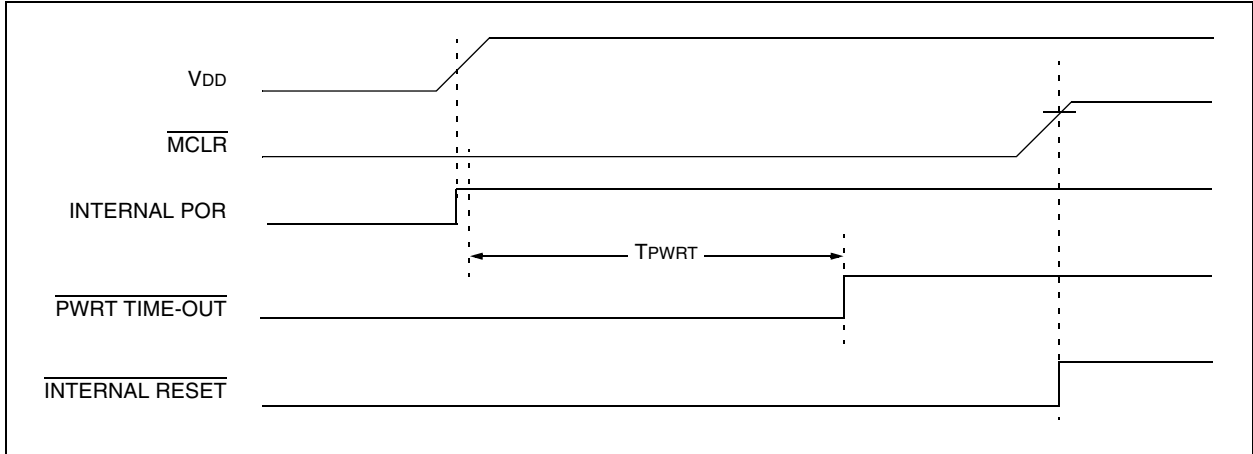 VDD
MCLR
INTERNAL POR
TPWRT
PWRT TIME-OUT
INTERNAL RESET